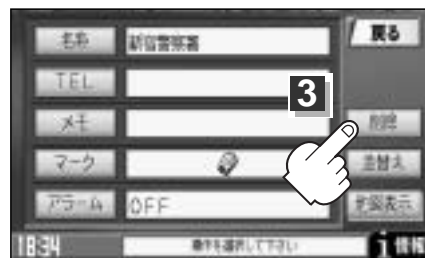 名称 新宿警察署 戻る
TEL
3
メモ 削除
マーク 並替え
アラーム OFF 地図表示
18:34 操作を選択して下さい 情報